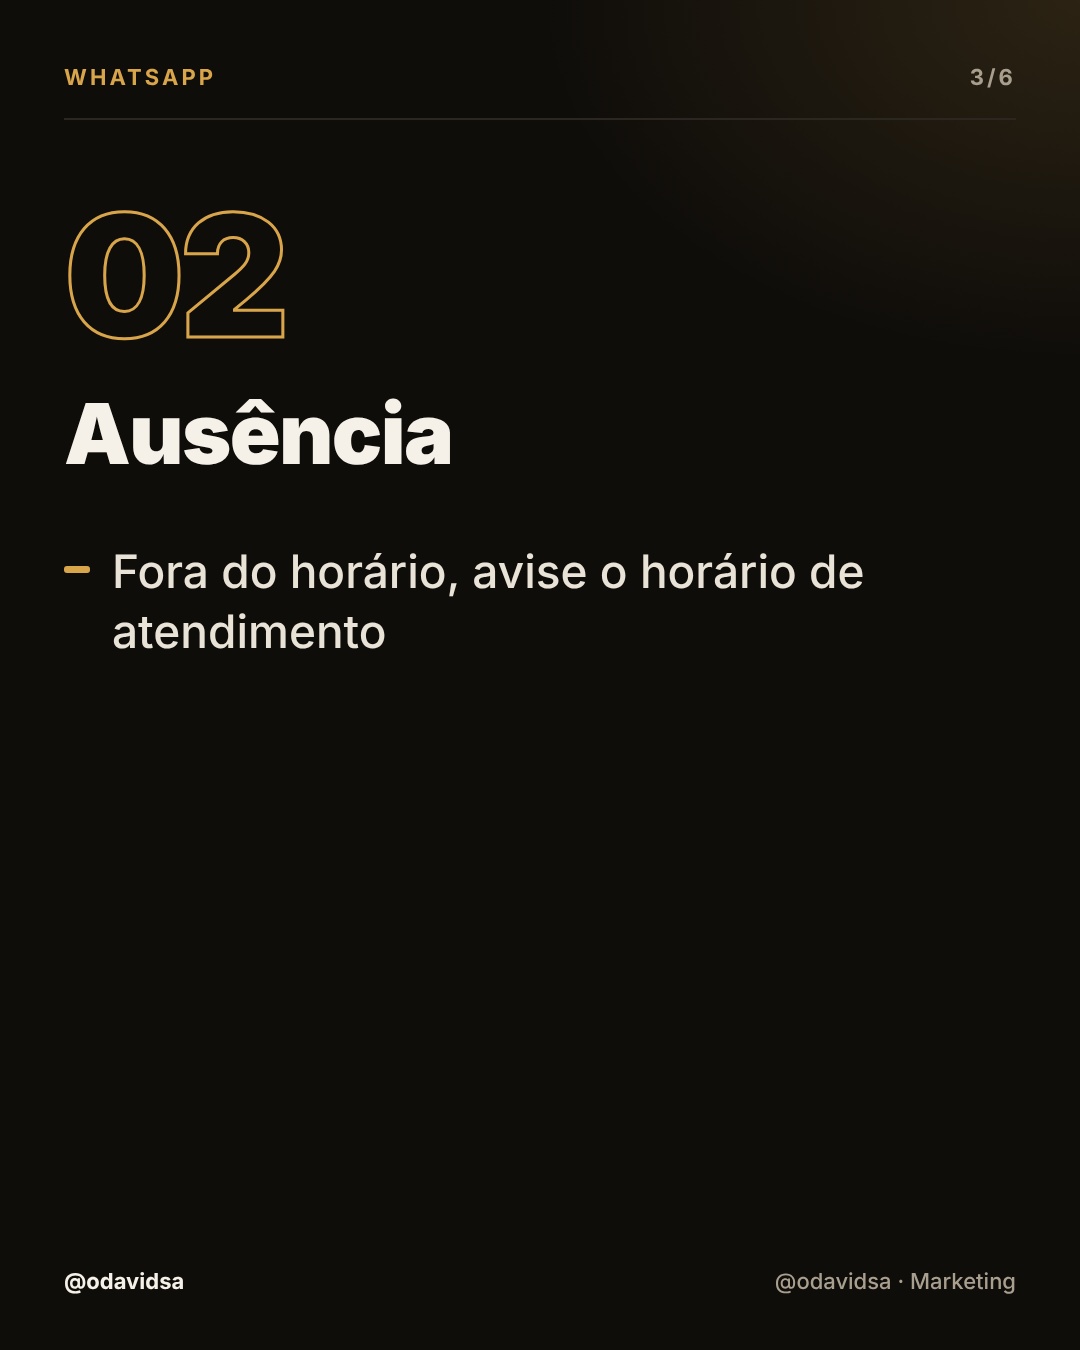 WHATSAPP
3/6
02
Ausência
Fora do horário, avise o horário de
atendimento
@odavidsa
@odavidsa · Marketing